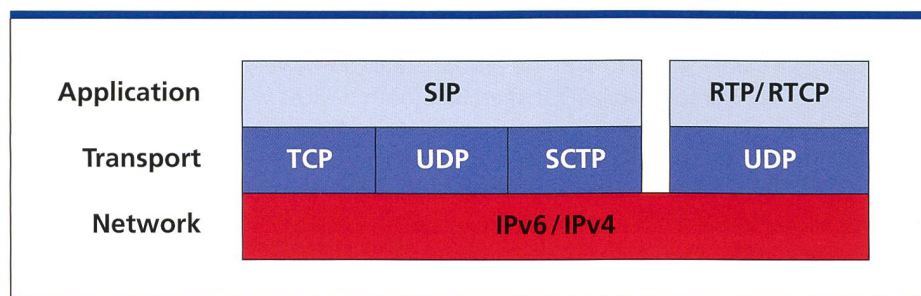 Application SIP RTP/RTCP
Transport TCP UDP SCTP UDP
Network IPv6/IPv4